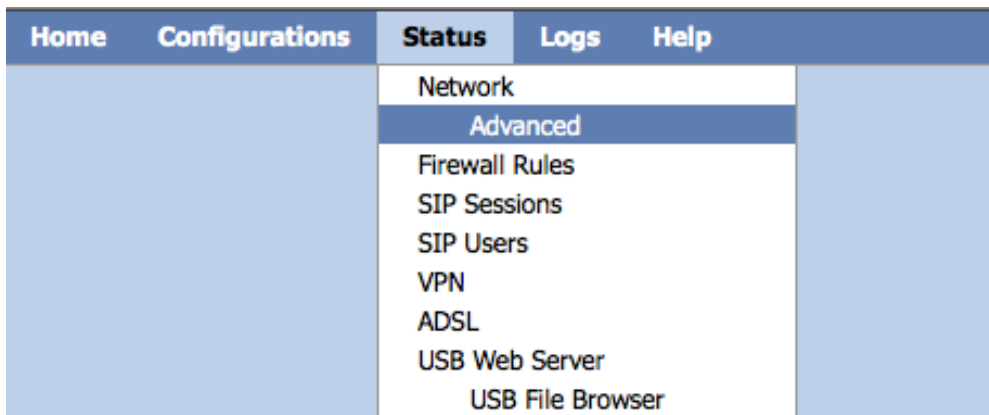 Home Configurations Status Logs Help
Network
Advanced
Firewall Rules
SIP Sessions
SIP Users
VPN
ADSL
USB Web Server
USB File Browser